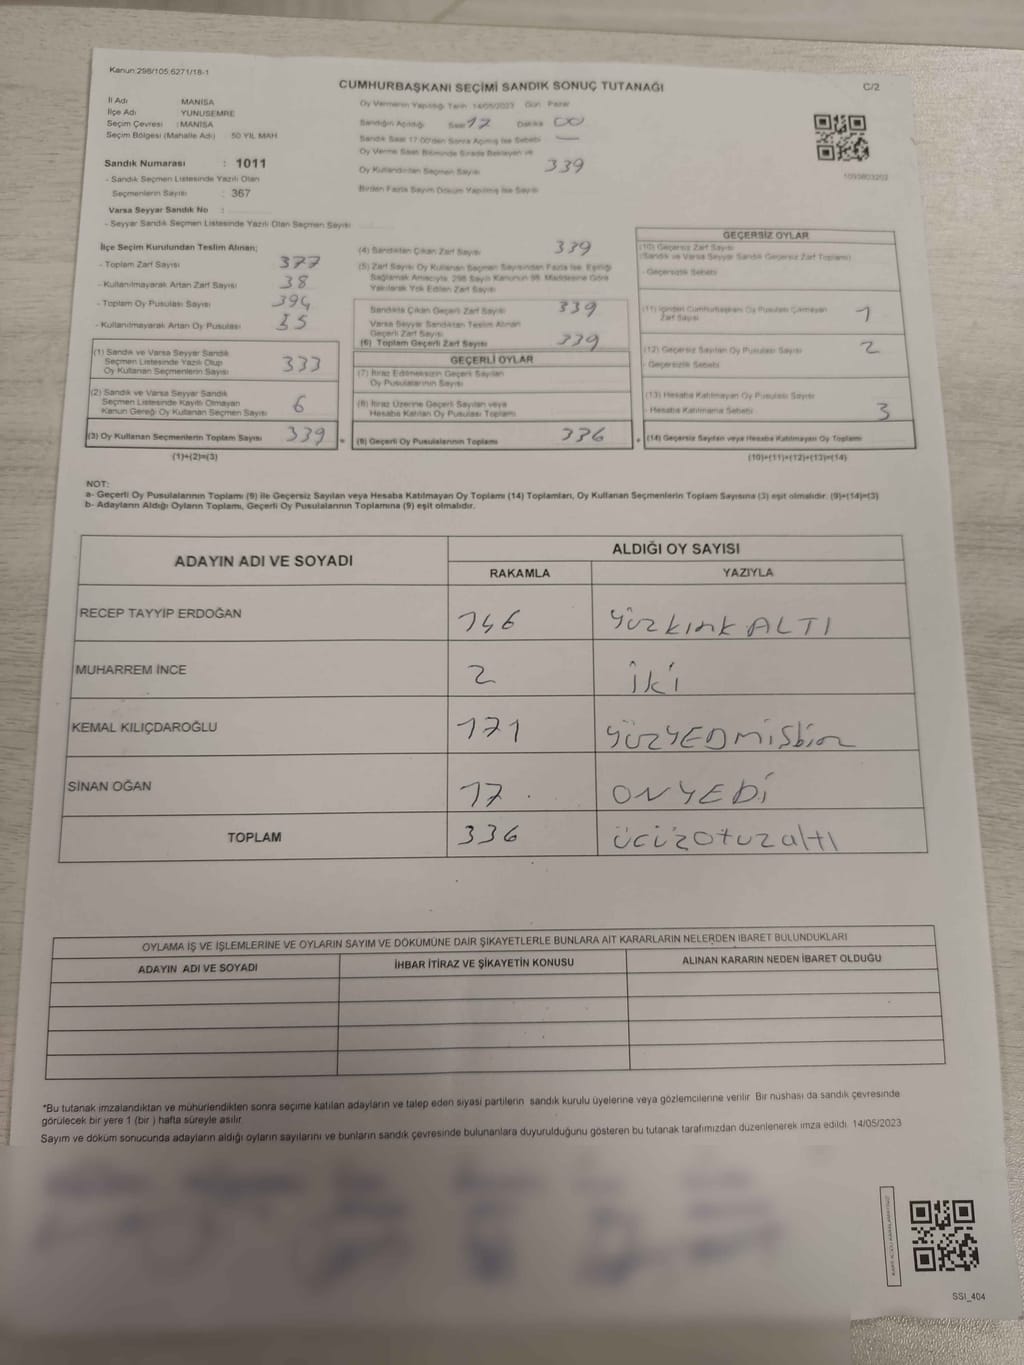 Kanun:298/105 6271/18-1
CUMHURBAŞKANI SEÇİMİ SANDIK SONUÇ TUTANAĞI
C/2
İl Adı MANİSA
İlçe Adı YUNUSEMRE
Seçim Çevresi : MANİSA
Seçim Bölgesi (Mahalle Adı) 50 YIL MAH
Sandık Numarası : 1011
- Sandık Seçmen Listesinde Yazılı Olan
Seçmenlerin Sayısı : 367
Varsa Seyyar Sandık No :
- Seyyar Sandık Seçmen Listesinde Yazılı Olan Seçmen Sayısı
Oy Vermenin Yapıldığı Tarih 14/05/2023 Gün Pazar
Sandığın Açıldığı Saat 17 Dakika 00
Sandık Saat 17:00'den Sonra Açılmış İse Sebebi —
Oy Verme Saati Bitiminde Sırada Bekleyen ve
Oy Kullandırılan Seçmen Sayısı 339
Birden Fazla Sayım Döküm Yapılmış İse Sayısı
1093803202
İlçe Seçim Kurulundan Teslim Alınan;
- Toplam Zarf Sayısı 377
- Kullanılmayarak Artan Zarf Sayısı 38
- Toplam Oy Pusulası Sayısı 394
- Kullanılmayarak Artan Oy Pusulası
(1) Sandık ve Varsa Seyyar Sandık
Seçmen Listesinde Yazılı Olup
Oy Kullanan Seçmenlerin Sayısı 333
(2) Sandık ve Varsa Seyyar Sandık
Seçmen Listesinde Kayıtlı Olmayan
Kanun Gereği Oy Kullanan Seçmen Sayısı 6
(3) Oy Kullanan Seçmenlerin Toplam Sayısı 339
(1)+(2)=(3)
(4) Sandıktan Çıkan Zarf Sayısı 339
(5) Zarf Sayısı Oy Kullanan Seçmen Sayısından Fazla İse, Eşitliği
Sağlamak Amacıyla, 298 Sayılı Kanunun 98. Maddesine Göre
Yakılarak Yok Edilen Zarf Sayısı
Sandıkta Çıkan Geçerli Zarf Sayısı 339
Varsa Seyyar Sandıktan Teslim Alınan
Geçerli Zarf Sayısı
(6) Toplam Geçerli Zarf Sayısı 339
GEÇERLİ OYLAR
(7) İtiraz Edilmeksizin Geçerli Sayılan
Oy Pusulalarının Sayısı
(8) İtiraz Üzerine Geçerli Sayılan veya
Hesaba Katılan Oy Pusulası Toplamı
(9) Geçerli Oy Pusulalarının Toplamı 336
GEÇERSİZ OYLAR
(10) Geçersiz Zarf Sayısı
(Sandık ve Varsa Seyyar Sandık Geçersiz Zarf Toplamı)
- Geçersizlik Sebebi
(11) İçinden Cumhurbaşkanı Oy Pusulası Çıkmayan
Zarf Sayısı 1
(12) Geçersiz Sayılan Oy Pusulası Sayısı 2
- Geçersizlik Sebebi
(13) Hesaba Katılmayan Oy Pusulası Sayısı
- Hesaba Katılmama Sebebi 3
(14) Geçersiz Sayılan veya Hesaba Katılmayan Oy Toplamı
(10)+(11)+(12)+(13)=(14)
NOT:
a- Geçerli Oy Pusulalarının Toplamı (9) ile Geçersiz Sayılan veya Hesaba Katılmayan Oy Toplamı (14) Toplamları, Oy Kullanan Seçmenlerin Toplam Sayısına (3) eşit olmalıdır. (9)+(14)=(3)
b- Adayların Aldığı Oyların Toplamı, Geçerli Oy Pusulalarının Toplamına (9) eşit olmalıdır.
ADAYIN ADI VE SOYADI
ALDIĞI OY SAYISI
RAKAMLA YAZIYLA
RECEP TAYYİP ERDOĞAN 146 yüzkırk ALTI
MUHARREM İNCE 2 iki
KEMAL KILIÇDAROĞLU 171 yüzYEDmişbir
SİNAN OĞAN 17 ONYEDİ
TOPLAM 336 üçüzotuzaltı
OYLAMA İŞ VE İŞLEMLERİNE VE OYLARIN SAYIM VE DÖKÜMÜNE DAİR ŞİKAYETLERLE BUNLARA AİT KARARLARIN NELERDEN İBARET BULUNDUKLARI
ADAYIN ADI VE SOYADI İHBAR İTİRAZ VE ŞİKAYETİN KONUSU ALINAN KARARIN NEDEN İBARET OLDUĞU
*Bu tutanak imzalandıktan ve mühürlendikten sonra seçime katılan adayların ve talep eden siyasi partilerin sandık kurulu üyelerine veya gözlemcilerine verilir. Bir nushası da sandık çevresinde
görülecek bir yere 1 (bir ) hafta süreyle asılır.
Sayım ve döküm sonucunda adayların aldığı oyların sayılarını ve bunların sandık çevresinde bulunanlara duyurulduğunu gösteren bu tutanak tarafımızdan düzenlenerek imza edildi. 14/05/2023
SSI_404